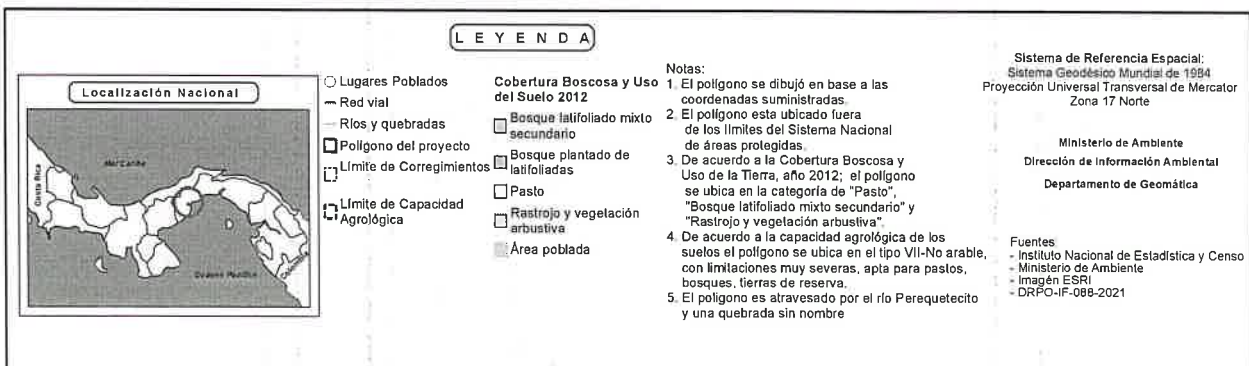 L E Y E N D A
Localización Nacional
Mar Caribe
Costa Rica
Océano Pacífico
Colombia
Lugares Poblados
Red vial
Ríos y quebradas
Polígono del proyecto
Límite de Corregimientos
Límite de Capacidad
Agrológica
Cobertura Boscosa y Uso
del Suelo 2012
Bosque latifoliado mixto
secundario
Bosque plantado de
latifoliadas
Pasto
Rastrojo y vegetación
arbustiva
Área poblada
Notas:
1. El polígono se dibujó en base a las
coordenadas suministradas.
2. El polígono esta ubicado fuera
de los límites del Sistema Nacional
de áreas protegidas.
3. De acuerdo a la Cobertura Boscosa y
Uso de la Tierra, año 2012; el polígono
se ubica en la categoría de "Pasto",
"Bosque latifoliado mixto secundario" y
"Rastrojo y vegetación arbustiva".
4. De acuerdo a la capacidad agrológica de los
suelos el polígono se ubica en el tipo VII-No arable,
con limitaciones muy severas, apta para pastos,
bosques, tierras de reserva.
5. El polígono es atravesado por el río Perequetecito
y una quebrada sin nombre
Sistema de Referencia Espacial:
Sistema Geodésico Mundial de 1984
Proyección Universal Transversal de Mercator
Zona 17 Norte
Ministerio de Ambiente
Dirección de Información Ambiental
Departamento de Geomática
Fuentes
- Instituto Nacional de Estadística y Censo
- Ministerio de Ambiente
- Imagén ESRI
- DRPO-IF-088-2021